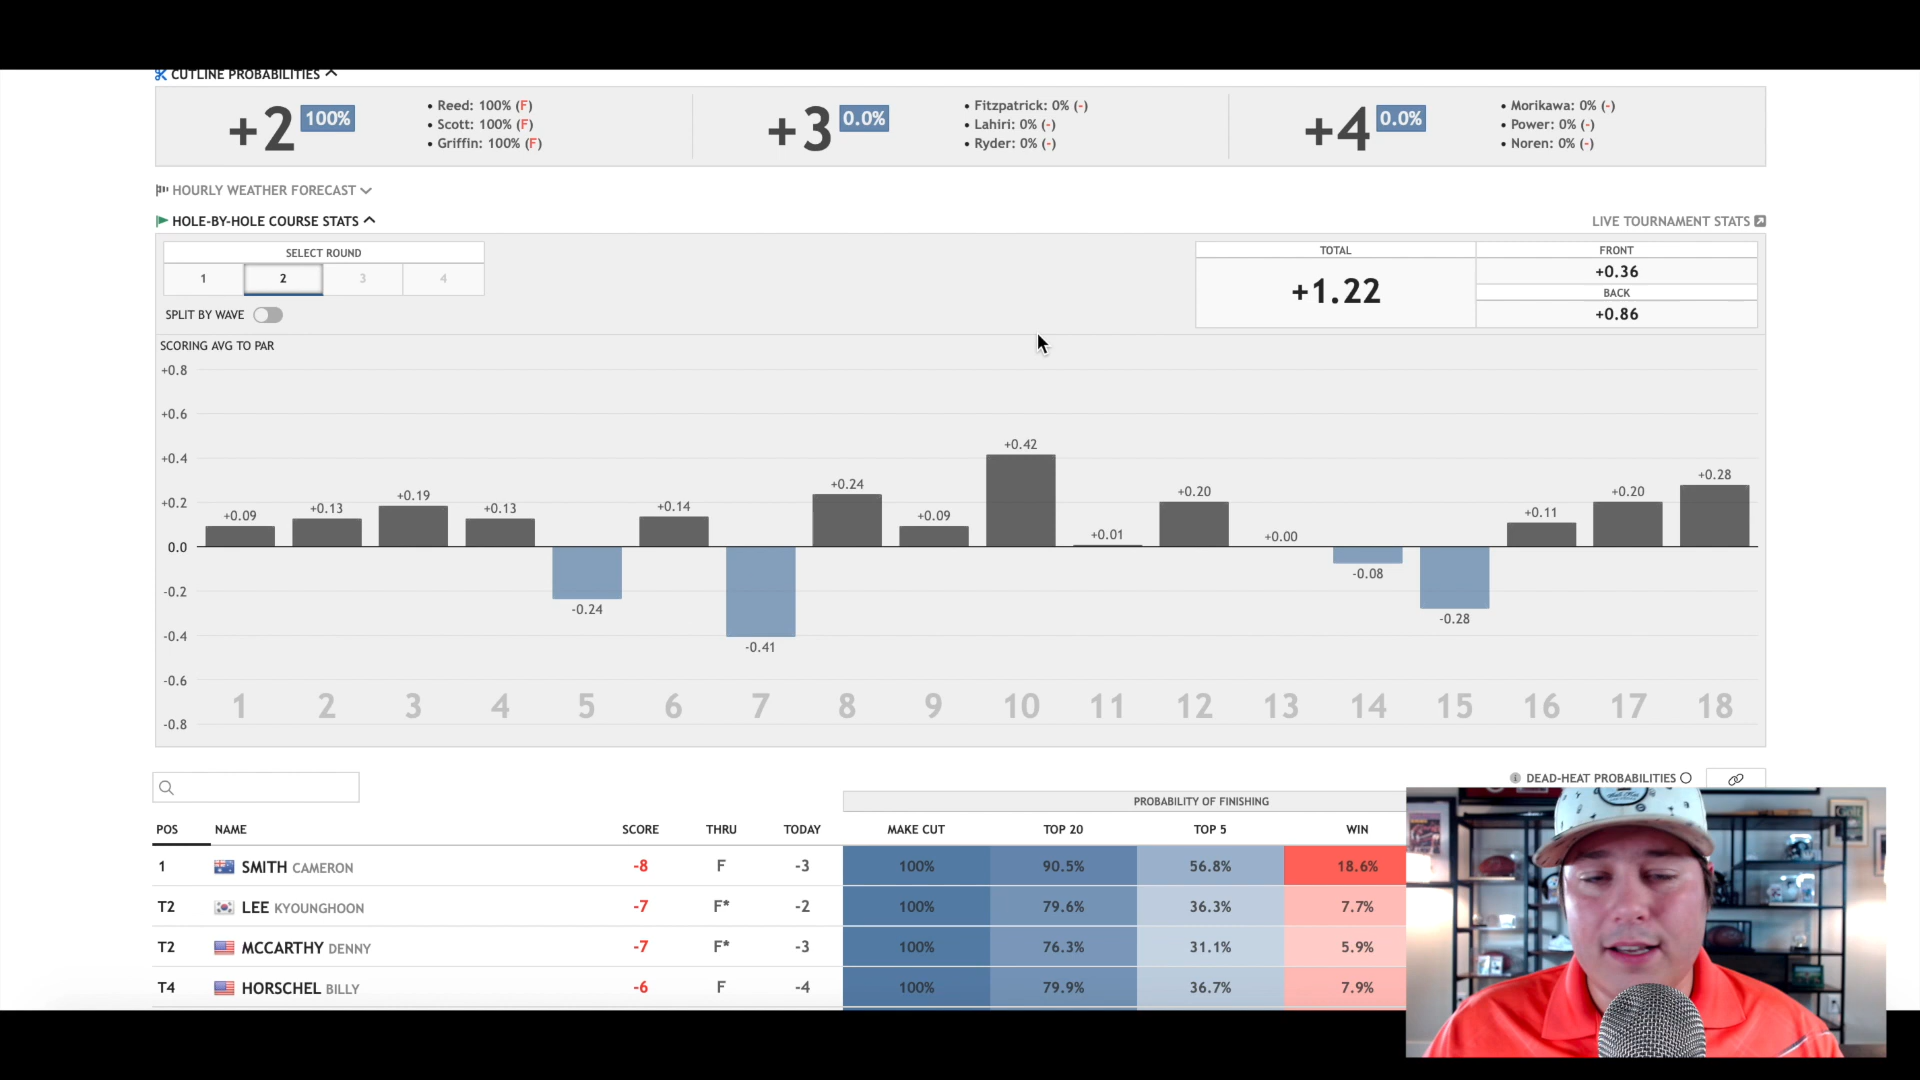 CUTLINE PROBABILITIES
+2 100%
• Reed: 100% (F)
• Scott: 100% (F)
• Griffin: 100% (F)
+3 0.0%
• Fitzpatrick: 0% (-)
• Lahiri: 0% (-)
• Ryder: 0% (-)
+4 0.0%
• Morikawa: 0% (-)
• Power: 0% (-)
• Noren: 0% (-)
HOURLY WEATHER FORECAST
HOLE-BY-HOLE COURSE STATS
LIVE TOURNAMENT STATS
SELECT ROUND
1 2 3 4
SPLIT BY WAVE
TOTAL
+1.22
FRONT
+0.36
BACK
+0.86
SCORING AVG TO PAR
+0.8
+0.6
+0.4
+0.2
0.0
-0.2
-0.4
-0.6
-0.8
+0.09 +0.13 +0.19 +0.13 -0.24 +0.14 -0.41 +0.24 +0.09 +0.42 +0.01 +0.20 +0.00 -0.08 -0.28 +0.11 +0.20 +0.28
1 2 3 4 5 6 7 8 9 10 11 12 13 14 15 16 17 18
DEAD-HEAT PROBABILITIES
PROBABILITY OF FINISHING
POS NAME SCORE THRU TODAY MAKE CUT TOP 20 TOP 5 WIN
1 SMITH CAMERON -8 F -3 100% 90.5% 56.8% 18.6%
T2 LEE KYOUNGHOON -7 F* -2 100% 79.6% 36.3% 7.7%
T2 MCCARTHY DENNY -7 F* -3 100% 76.3% 31.1% 5.9%
T4 HORSCHEL BILLY -6 F -4 100% 79.9% 36.7% 7.9%